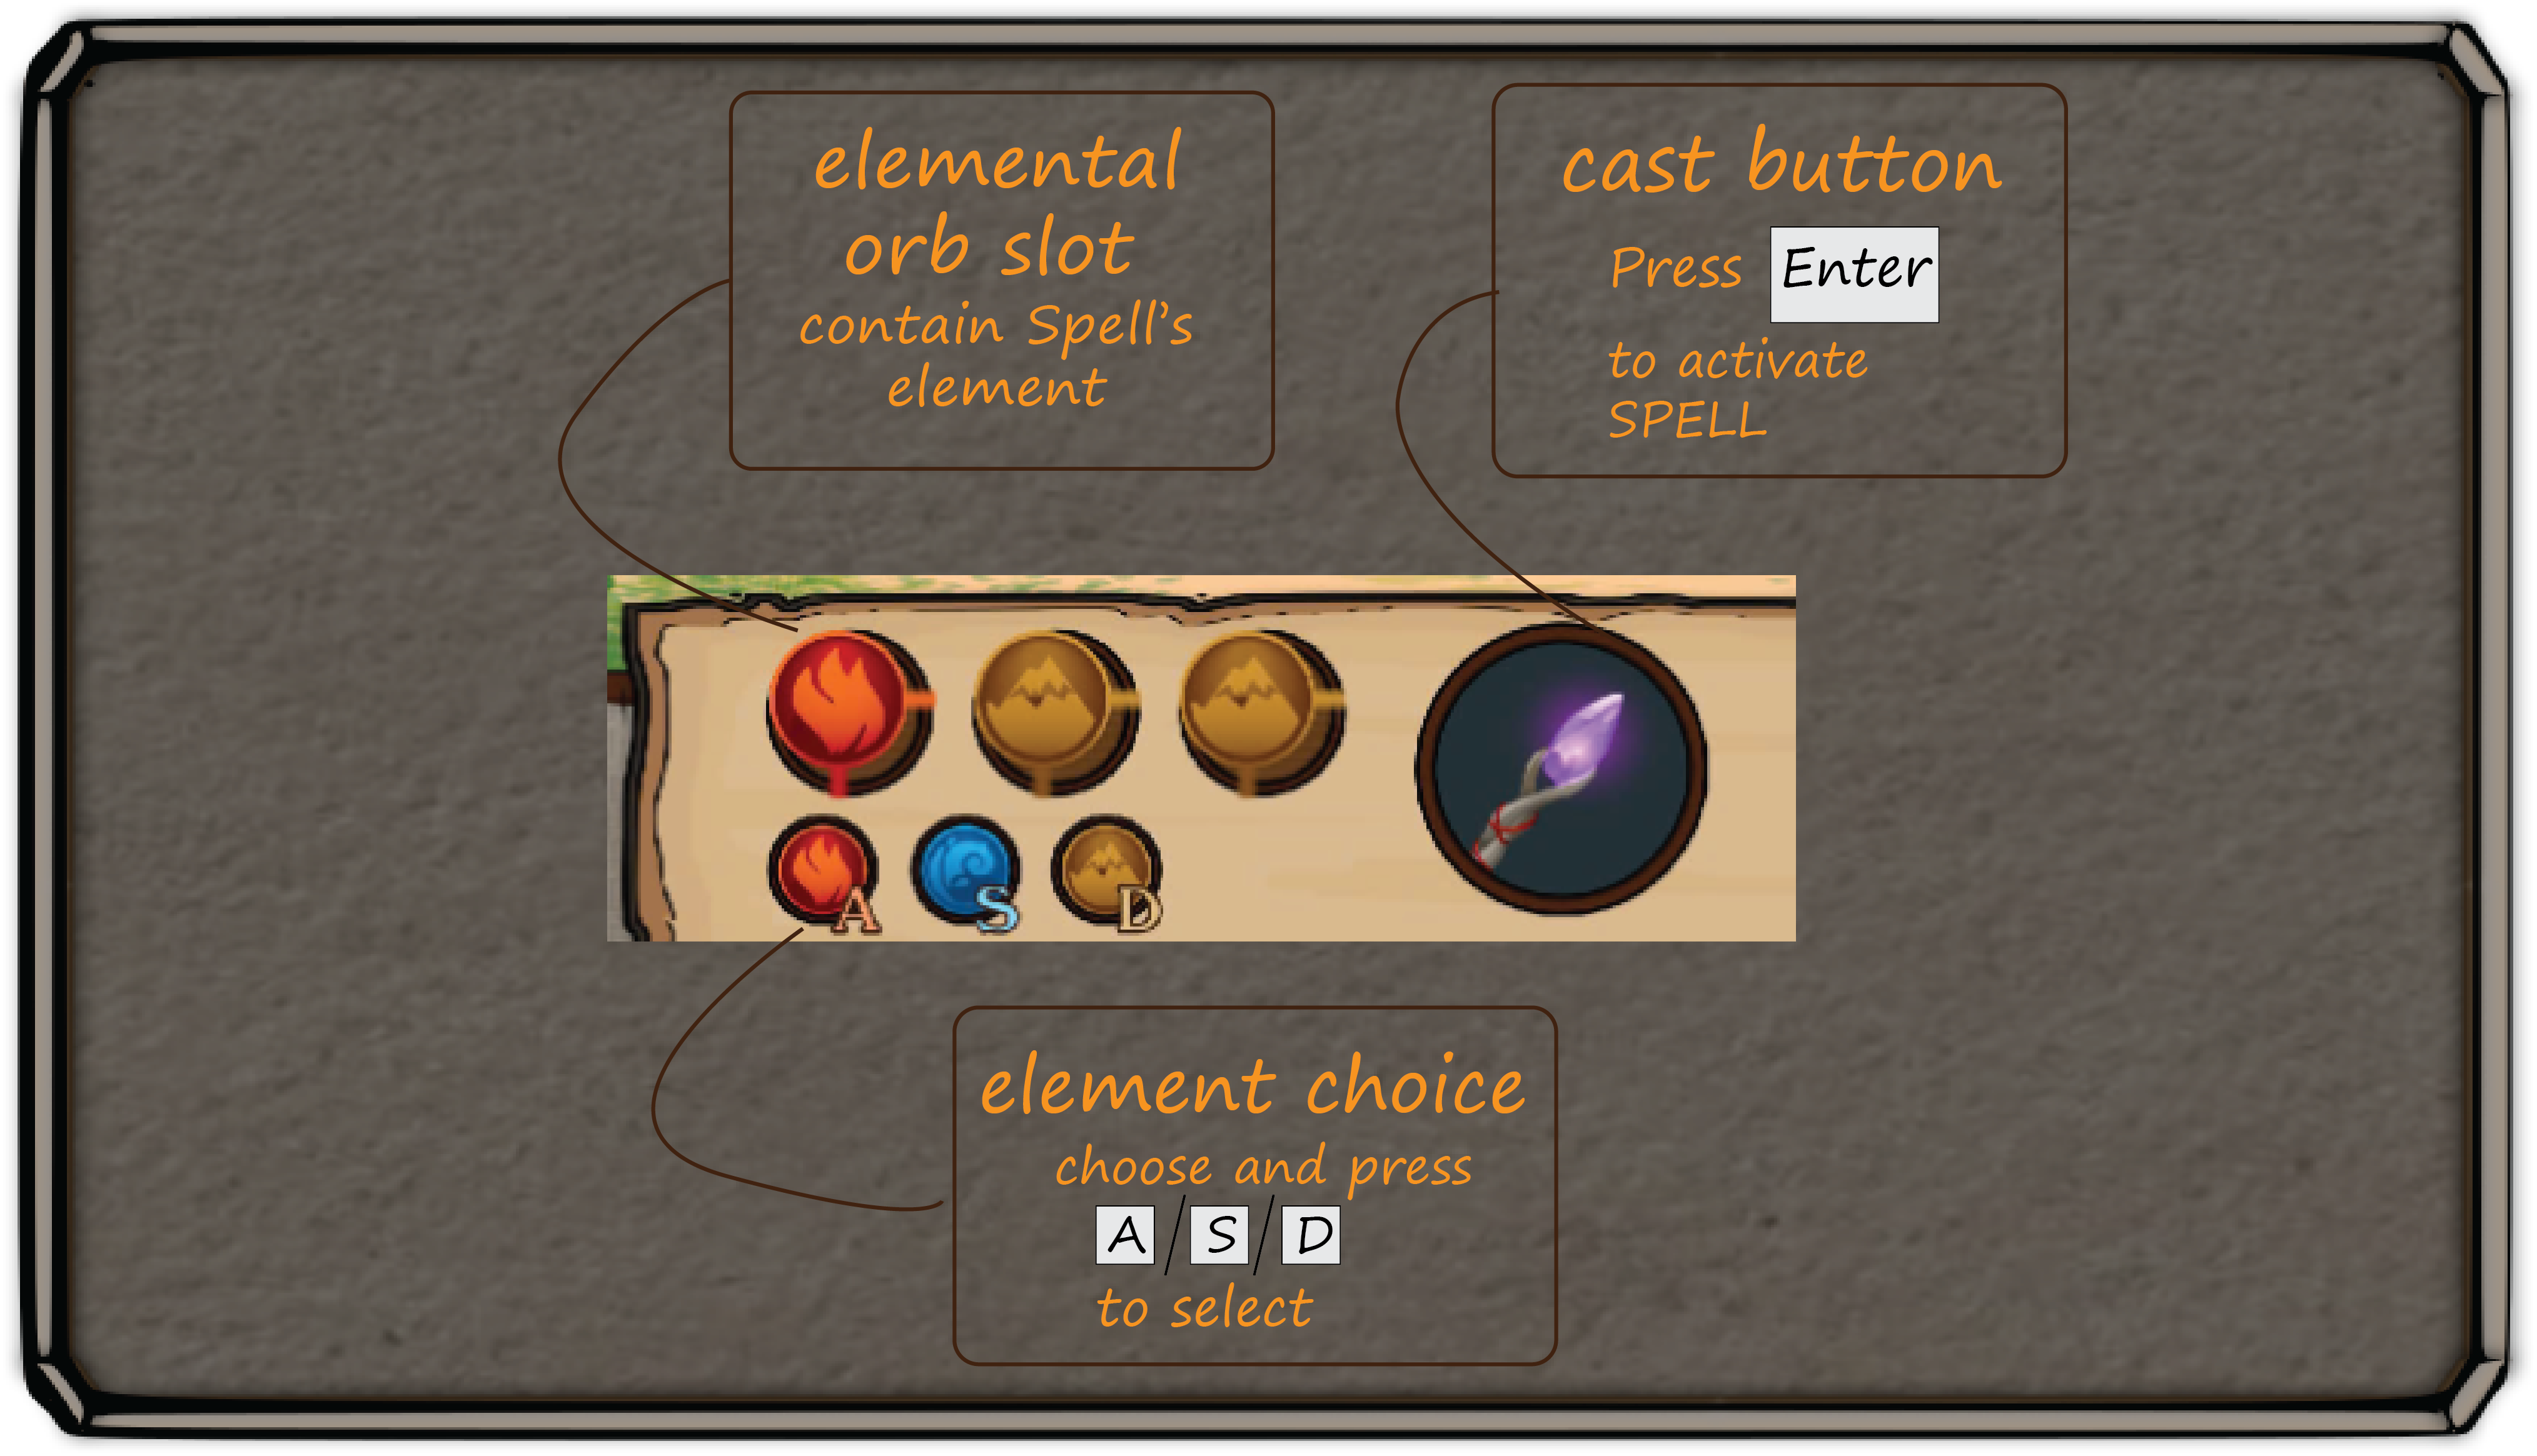 elemental
orb slot
contain Spell's
element
cast button
Press Enter
to activate
SPELL
A S D
element choice
choose and press
A/S/D
to select